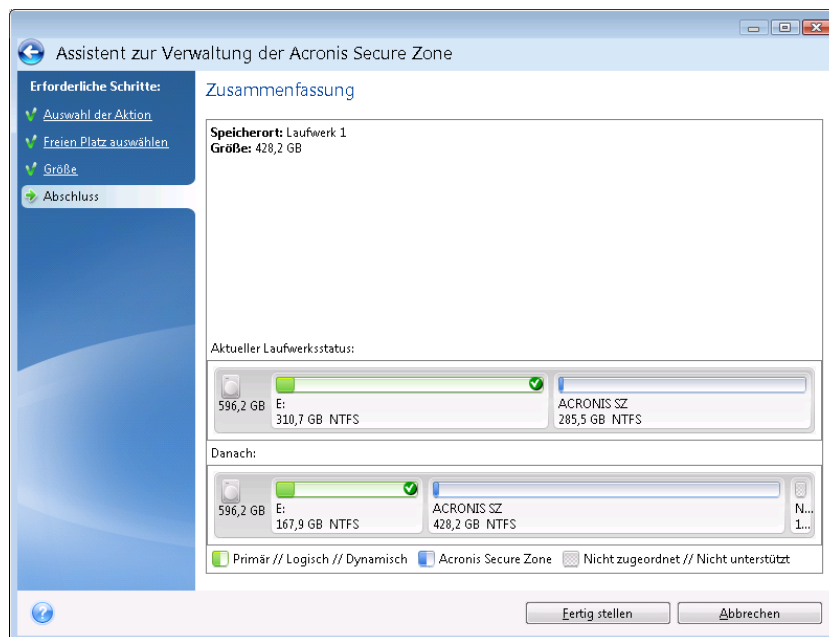 Assistent zur Verwaltung der Acronis Secure Zone
Erforderliche Schritte:
Auswahl der Aktion
Freien Platz auswählen
Größe
Abschluss
Zusammenfassung
Speicherort: Laufwerk 1
Größe: 428,2 GB
Aktueller Laufwerksstatus:
596,2 GB
E:
310,7 GB NTFS
ACRONIS SZ
285,5 GB NTFS
Danach:
596,2 GB
E:
167,9 GB NTFS
ACRONIS SZ
428,2 GB NTFS
N...
1...
Primär // Logisch // Dynamisch
Acronis Secure Zone
Nicht zugeordnet // Nicht unterstützt
?
Fertig stellen
Abbrechen